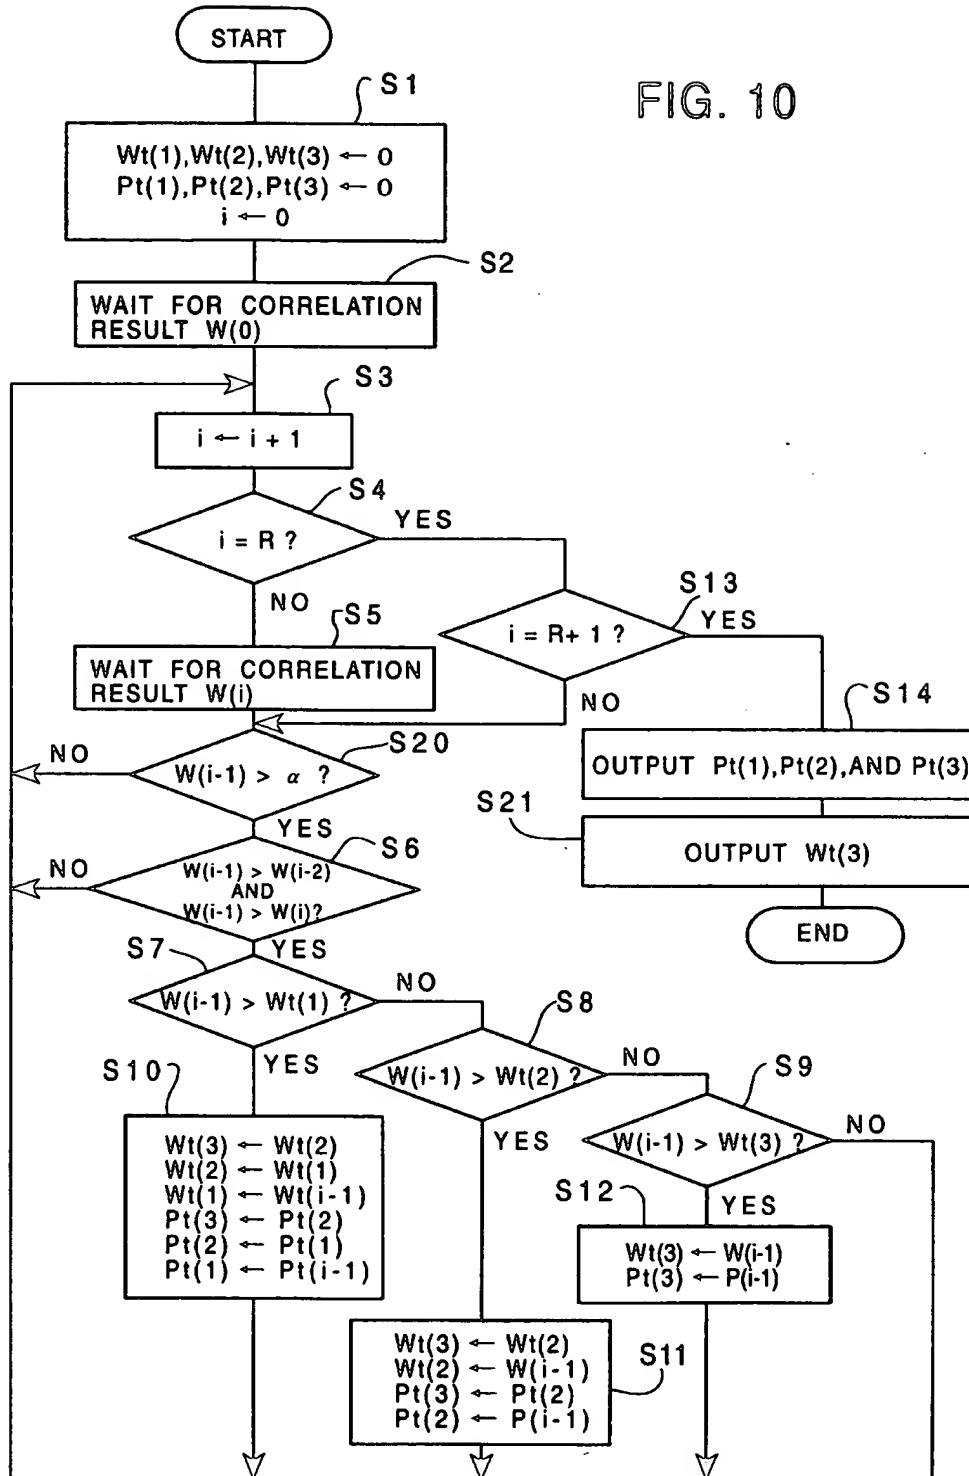 START
FIG. 10
S1
Wt(1),Wt(2),Wt(3) ← 0
Pt(1),Pt(2),Pt(3) ← 0
i ← 0
S2
WAIT FOR CORRELATION
RESULT W(0)
S3
i ← i + 1
S4
i = R ?
YES
NO
S13
i = R+ 1 ?
YES
NO
S5
WAIT FOR CORRELATION
RESULT W(i)
S14
OUTPUT Pt(1),Pt(2),AND Pt(3)
S20
W(i-1) > α ?
NO
YES
S21
OUTPUT Wt(3)
END
S6
W(i-1) > W(i-2)
AND
W(i-1) > W(i)?
NO
YES
S7
W(i-1) > Wt(1) ?
NO
YES
S8
W(i-1) > Wt(2) ?
NO
YES
S9
W(i-1) > Wt(3) ?
NO
YES
S10
Wt(3) ← Wt(2)
Wt(2) ← Wt(1)
Wt(1) ← Wt(i-1)
Pt(3) ← Pt(2)
Pt(2) ← Pt(1)
Pt(1) ← Pt(i-1)
S12
Wt(3) ← W(i-1)
Pt(3) ← P(i-1)
S11
Wt(3) ← Wt(2)
Wt(2) ← W(i-1)
Pt(3) ← Pt(2)
Pt(2) ← P(i-1)